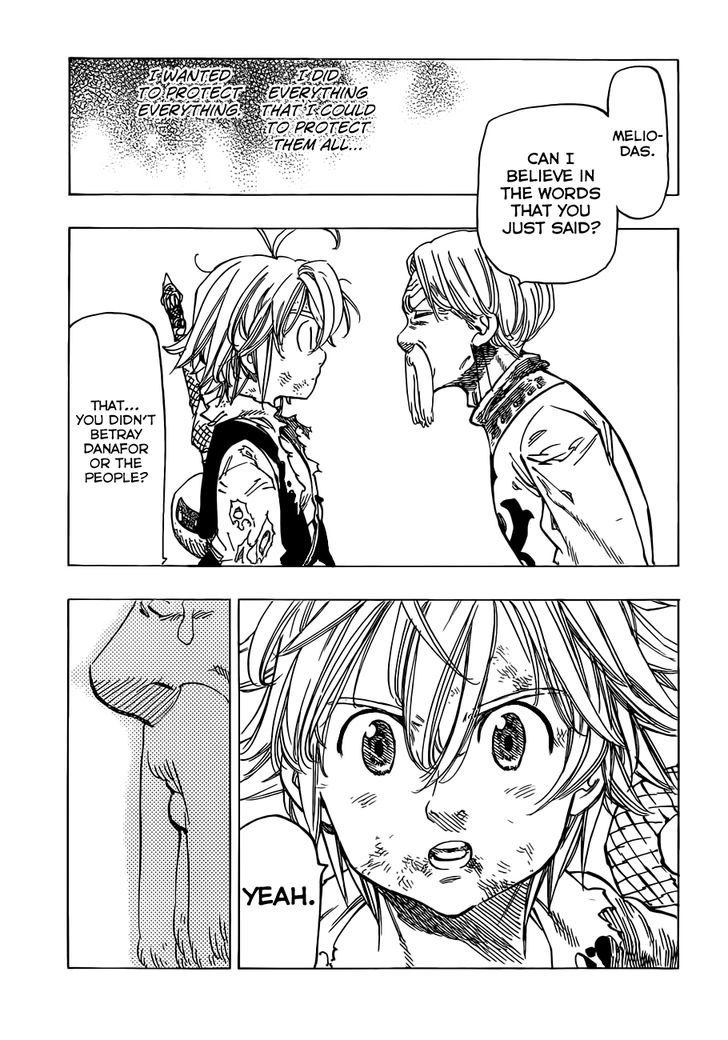 I DID
EVERYTHING
THAT I COULD
TO PROTECT
THEM ALL...
I WANTED
TO PROTECT
EVERYTHING.
MELIO-
DAS.
CAN I
BELIEVE IN
THE WORDS
THAT YOU
JUST SAID?
THAT...
YOU DIDN'T
BETRAY
DANAFOR
OR THE
PEOPLE?
YEAH.